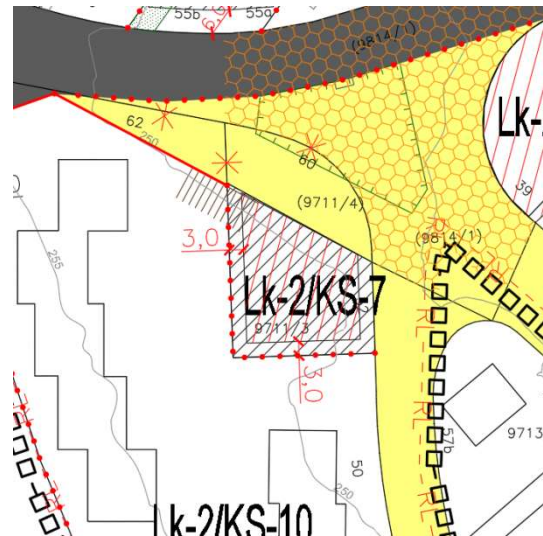 55b
55a
(9814/1)
62
250
60
Lk-
39
(9711/4)
(9814/1)
3,0
255
Lk-2/KS-7
9711/3
RL
3,0
RL
57b
9713
50
250
Lk-2/KS-10